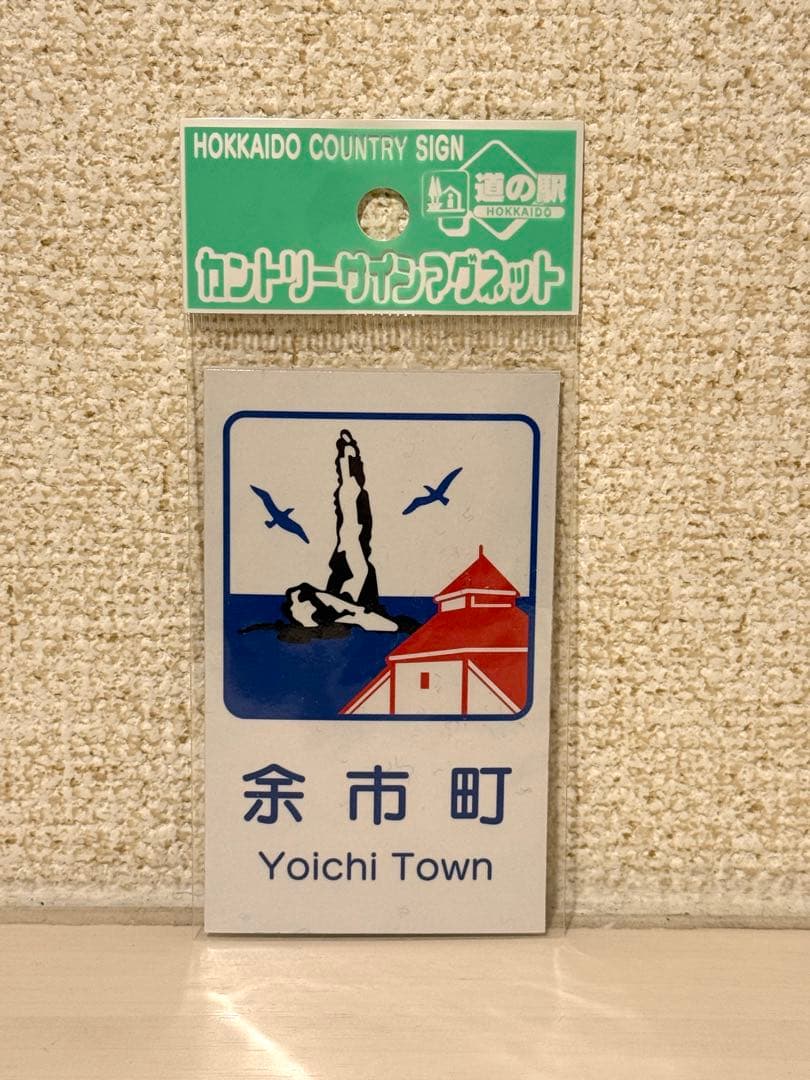 HOKKAIDO COUNTRY SIGN
道の駅
HOKKAIDO
カントリーサインマグネット
余市町
Yoichi Town